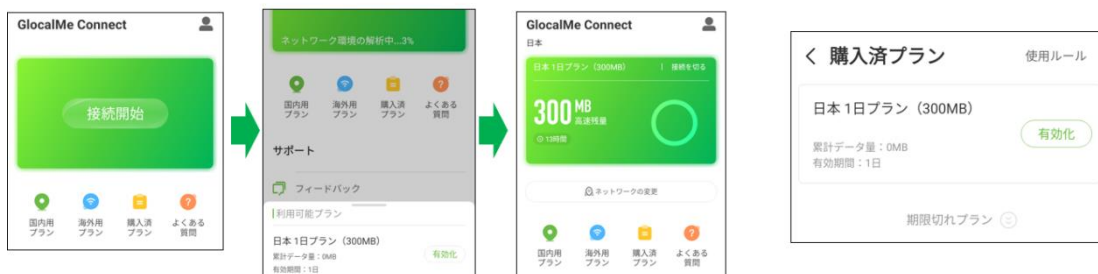 GlocalMe Connect
接続開始
国内用
プラン
海外用
プラン
購入済
プラン
よくある
質問
ネットワーク環境の解析中...3%
国内用
プラン
海外用
プラン
購入済
プラン
よくある
質問
サポート
フィードバック
利用可能プラン
日本 1日プラン（300MB）
累計データ量：0MB
有効期間：1日
有効化
GlocalMe Connect
日本
日本 1日プラン（300MB） | 接続を切る
300 MB
高速残量
13時間
ネットワークの変更
国内用
プラン
海外用
プラン
購入済
プラン
よくある
質問
く 購入済プラン 使用ルール
日本 1日プラン（300MB）
有効化
累計データ量：0MB
有効期間：1日
期限切れプラン